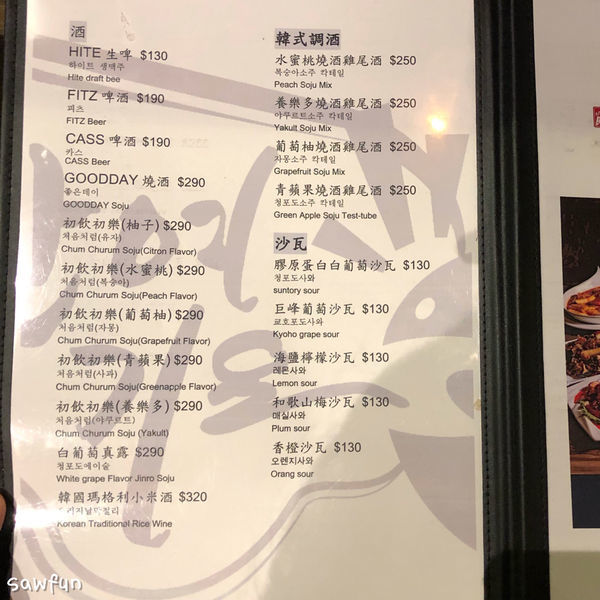 酒
HITE 生啤 $130
하이트 생맥주
Hite draft bee
FITZ 啤酒 $190
피츠
FITZ Beer
CASS 啤酒 $190
카스
CASS Beer
GOODDAY 燒酒 $290
좋은데이
GOODDAY Soju
初飲初樂(柚子) $290
처음처럼(유자)
Chum Churum Soju(Citron Flavor)
初飲初樂(水蜜桃) $290
처음처럼(복숭아)
Chum Churum Soju(Peach Flavor)
初飲初樂(葡萄柚)$290
처음처럼(자몽)
Chum Churum Soju(Grapefruit Flavor)
初飲初樂(青蘋果)$290
처음처럼(사과)
Chum Churum Soju(Greenapple Flavor)
初飲初樂(養樂多)$290
처음처럼(야쿠르트)
Chum Churum Soju (Yakult)
白葡萄真露 $290
청포도에이슬
White grape Flavor Jinro Soju
韓國瑪格利小米酒 $320
Korean Traditional Rice Wine
韓式調酒
水蜜桃燒酒雞尾酒 $250
복숭아소주 칵테일
Peach Soju Mix
養樂多燒酒雞尾酒 $250
야쿠르트소주 칵테일
Yakult Soju Mix
葡萄柚燒酒雞尾酒 $250
자몽소주 칵테일
Grapefruit Soju Mix
青蘋果燒酒雞尾酒 $250
청포도소주 칵테일
Green Apple Soju Test-tube
沙瓦
膠原蛋白白葡萄沙瓦 $130
청포도사와
suntory sour
巨峰葡萄沙瓦 $130
쿄호포도사와
Kyoho grape sour
海鹽檸檬沙瓦 $130
레몬사와
Lemon sour
和歌山梅沙瓦 $130
매실사와
Plum sour
香橙沙瓦 $130
오렌지사와
Orang sour
sawfun